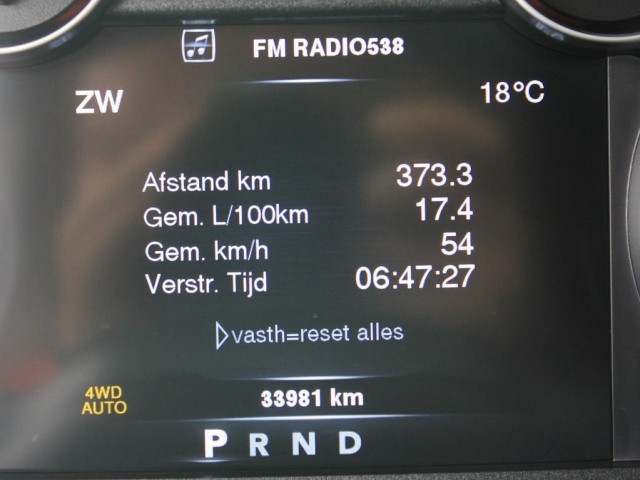 FM RADIO538
ZW 18°C
Afstand km 373.3
Gem. L/100km 17.4
Gem. km/h 54
Verstr. Tijd 06:47:27
vasth=reset alles
4WD AUTO
33981 km
P R N D